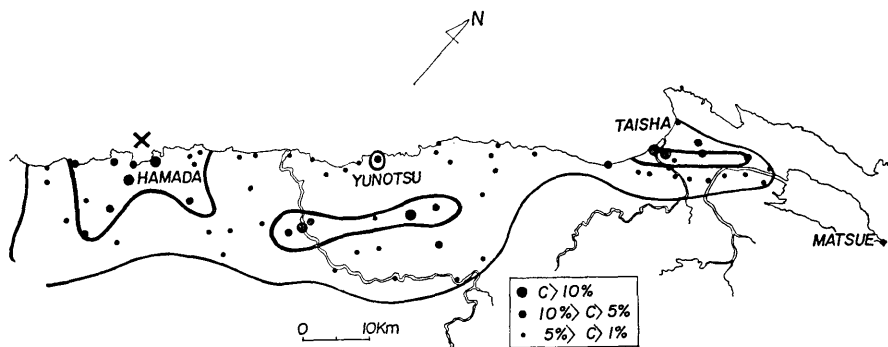 N
TAISHA
HAMADA
YUNOTSU
MATSUE
C > 10%
10% > C > 5%
5% > C > 1%
0 10Km